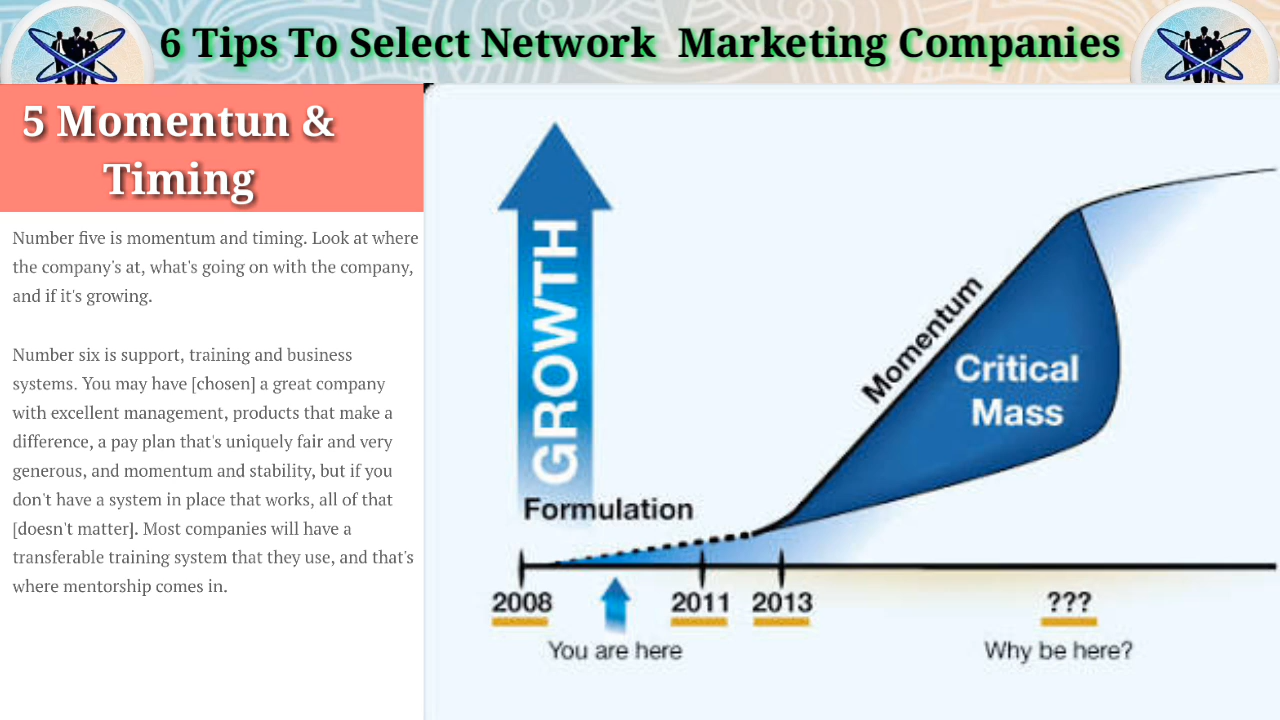 6 Tips To Select Network  Marketing Companies
5 Momentun &
Timing
Number five is momentum and timing. Look at where
the company's at, what's going on with the company,
and if it's growing.
Number six is support, training and business
systems. You may have [chosen] a great company
with excellent management, products that make a
difference, a pay plan that's uniquely fair and very
generous, and momentum and stability, but if you
don't have a system in place that works, all of that
[doesn't matter]. Most companies will have a
transferable training system that they use, and that's
where mentorship comes in.
GROWTH
Momentum
Critical
Mass
Formulation
2008
2011
2013
???
You are here
Why be here?